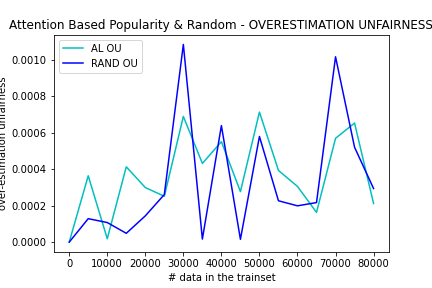 Attention Based Popularity & Random - OVERESTIMATION UNFAIRNESS
AL OU
RAND OU
0.0010
0.0008
0.0006
0.0004
0.0002
0.0000
over-estimation unfairness
0 10000 20000 30000 40000 50000 60000 70000 80000
# data in the trainset